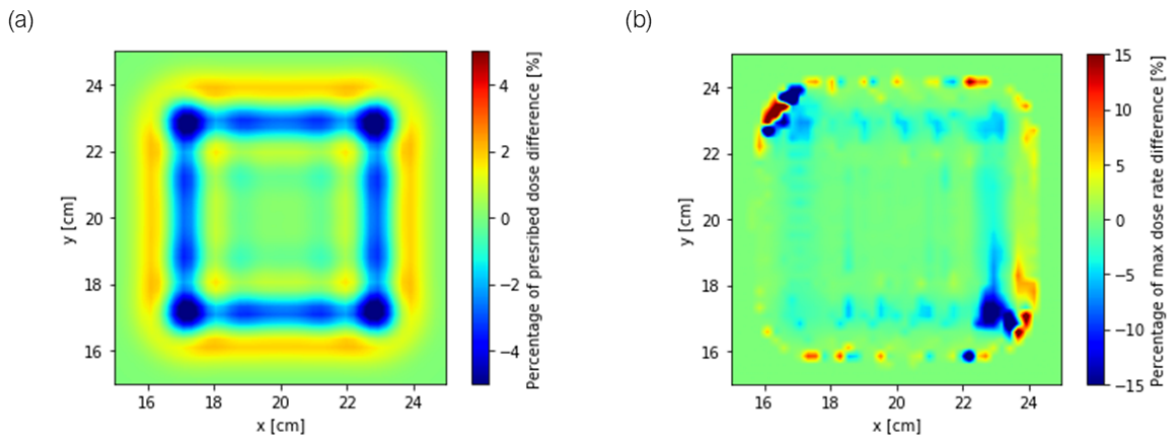 (a)
(b)
24
22
20
18
16
y [cm]
16 18 20 22 24
x [cm]
4
2
0
−2
−4
Percentage of presribed dose difference [%]
24
22
20
18
16
y [cm]
16 18 20 22 24
x [cm]
15
10
5
0
−5
−10
−15
Percentage of max dose rate difference [%]